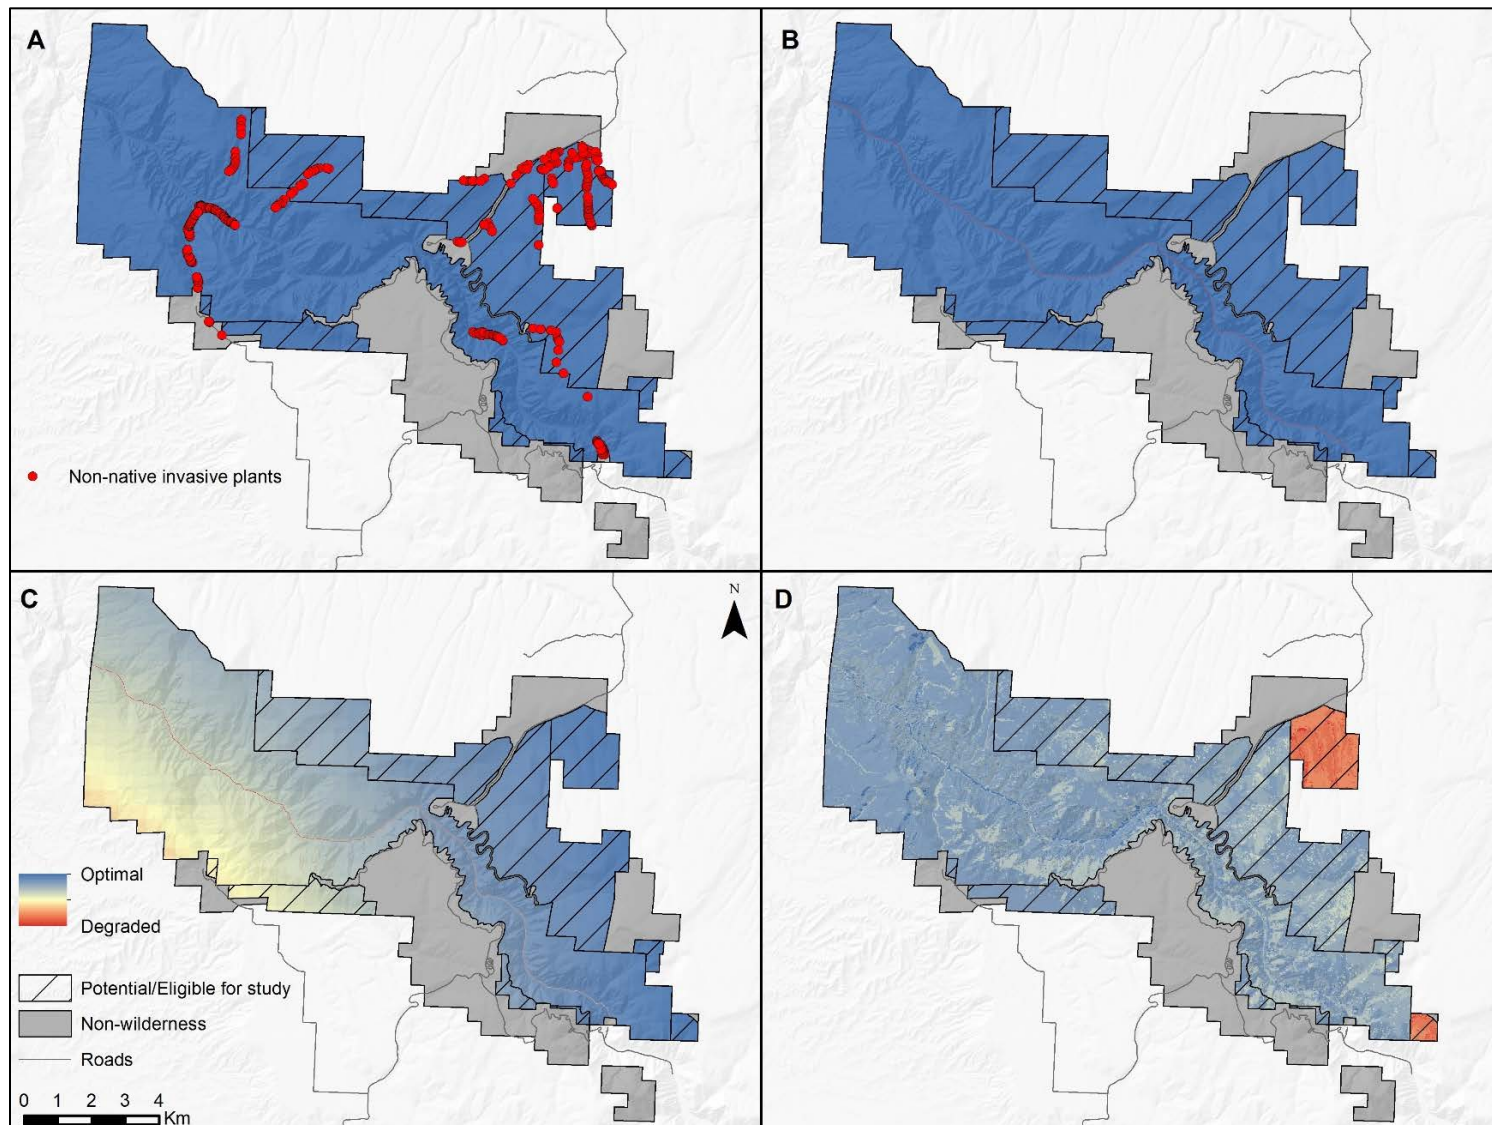 A
B
Non-native invasive plants
C
N
D
Optimal
Degraded
Potential/Eligible for study
Non-wilderness
Roads
0 1 2 3 4
Km